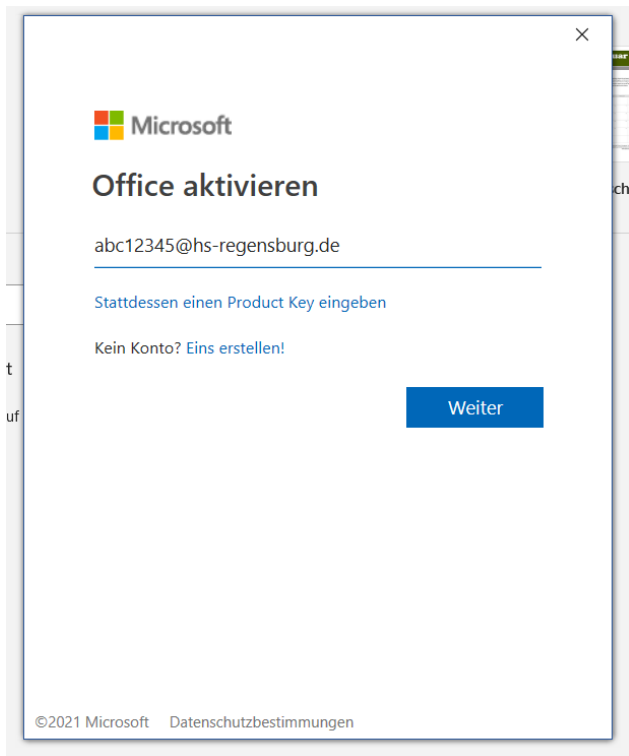 Microsoft
Office aktivieren
abc12345@hs-regensburg.de
Stattdessen einen Product Key eingeben
Kein Konto? Eins erstellen!
Weiter
©2021 Microsoft Datenschutzbestimmungen
t
uf